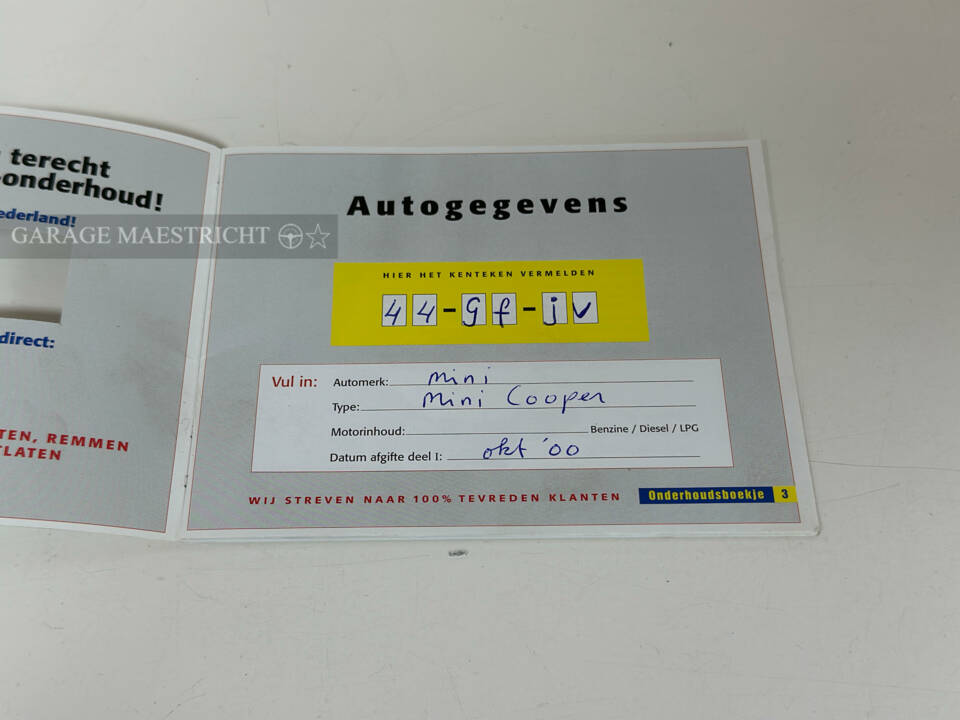 terecht
onderhoud!
ederland!
GARAGE MAESTRICHT
direct:
TEN, REMMEN
TLATEN
Autogegevens
HIER HET KENTEKEN VERMELDEN
44-gf-jv
Vul in: Automerk: mini
Type: Mini Cooper
Motorinhoud: Benzine / Diesel / LPG
Datum afgifte deel I: okt '00
WIJ STREVEN NAAR 100% TEVREDEN KLANTEN
Onderhoudsboekje 3